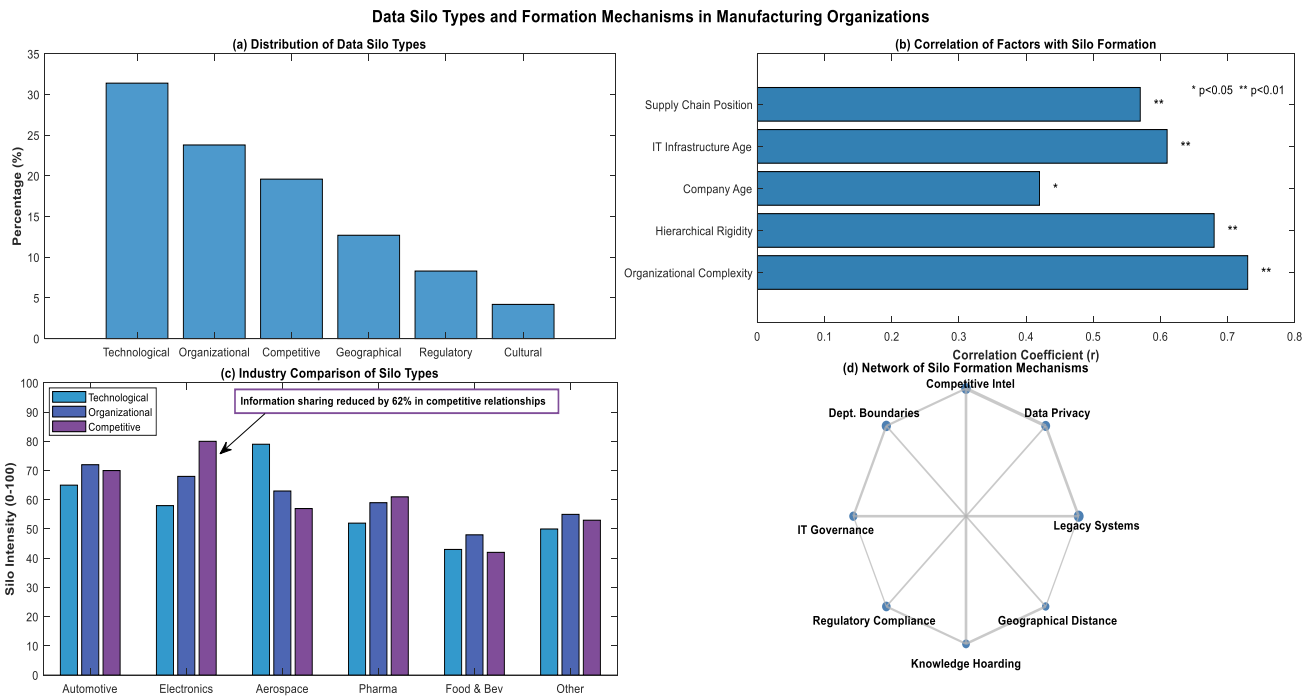 Data Silo Types and Formation Mechanisms in Manufacturing Organizations
(a) Distribution of Data Silo Types
Percentage (%)
35
30
25
20
15
10
5
0
Technological
Organizational
Competitive
Geographical
Regulatory
Cultural
(b) Correlation of Factors with Silo Formation
* p<0.05 ** p<0.01
Supply Chain Position
**
IT Infrastructure Age
**
Company Age
*
Hierarchical Rigidity
**
Organizational Complexity
**
0
0.1
0.2
0.3
0.4
0.5
0.6
0.7
0.8
Correlation Coefficient (r)
(c) Industry Comparison of Silo Types
Silo Intensity (0-100)
100
90
80
70
60
50
40
30
20
10
0
Technological
Organizational
Competitive
Information sharing reduced by 62% in competitive relationships
Automotive
Electronics
Aerospace
Pharma
Food & Bev
Other
(d) Network of Silo Formation Mechanisms
Competitive Intel
Dept. Boundaries
Data Privacy
IT Governance
Legacy Systems
Regulatory Compliance
Geographical Distance
Knowledge Hoarding